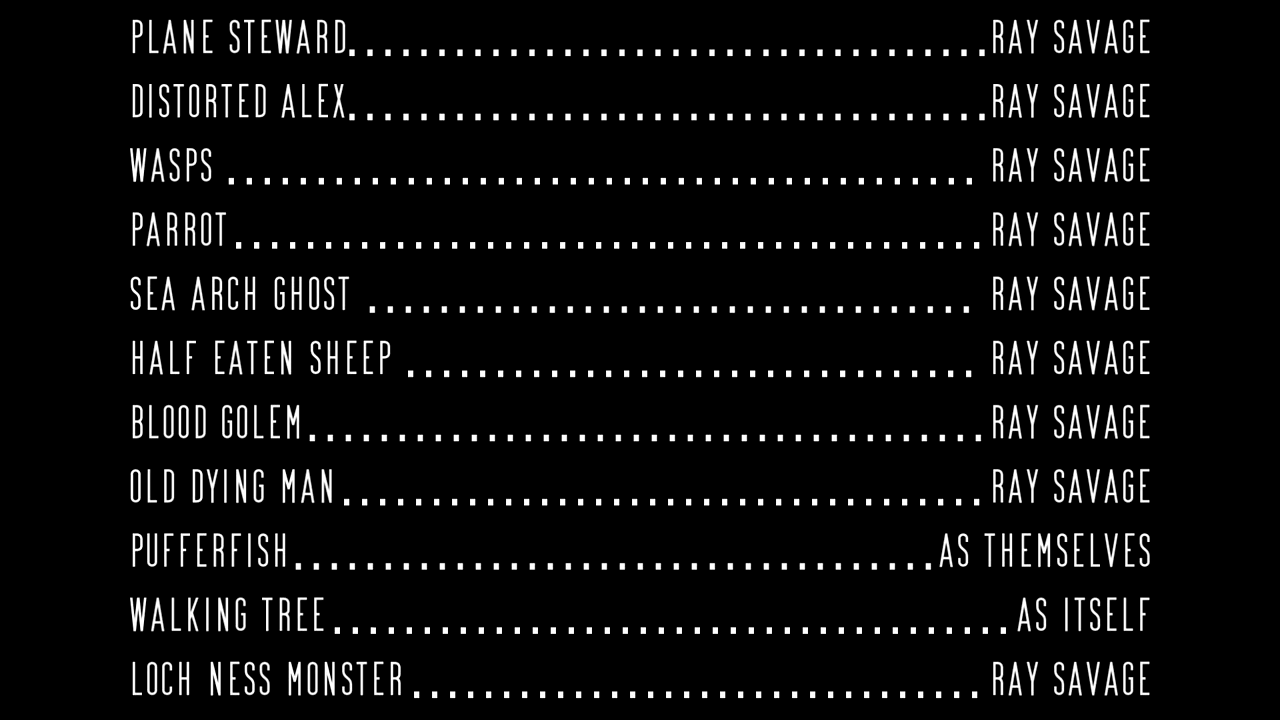 PLANE STEWARD....................................RAY SAVAGE
DISTORTED ALEX....................................RAY SAVAGE
WASPS .......................................... RAY SAVAGE
PARROT.......................................... RAY SAVAGE
SEA ARCH GHOST .................................. RAY SAVAGE
HALF EATEN SHEEP ................................ RAY SAVAGE
BLOOD GOLEM...................................... RAY SAVAGE
OLD DYING MAN .................................... RAY SAVAGE
PUFFERFISH....................................AS THEMSELVES
WALKING TREE ...................................... AS ITSELF
LOCH NESS MONSTER ................................ RAY SAVAGE